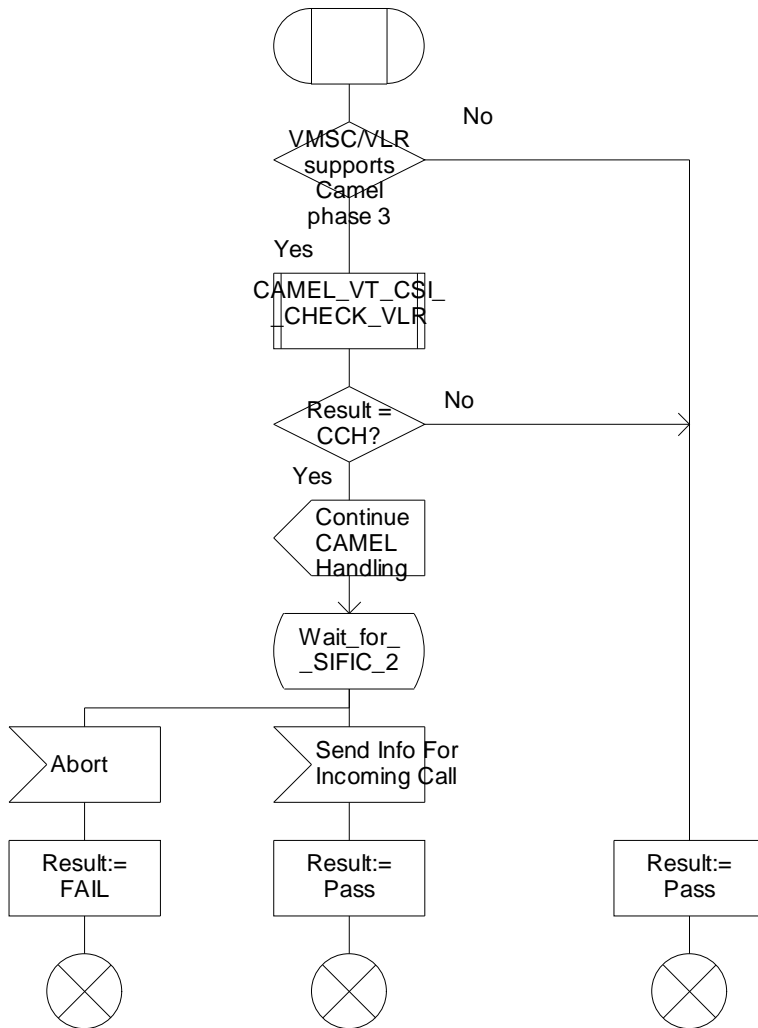 No
VMSC/VLR
supports
Camel
phase 3
Yes
CAMEL_VT_CSI_
_CHECK_VLR
Result =
CCH?
No
Yes
Continue
CAMEL
Handling
Wait_for_
_SIFIC_2
Abort
Send Info For
Incoming Call
Result:=
FAIL
Result:=
Pass
Result:=
Pass